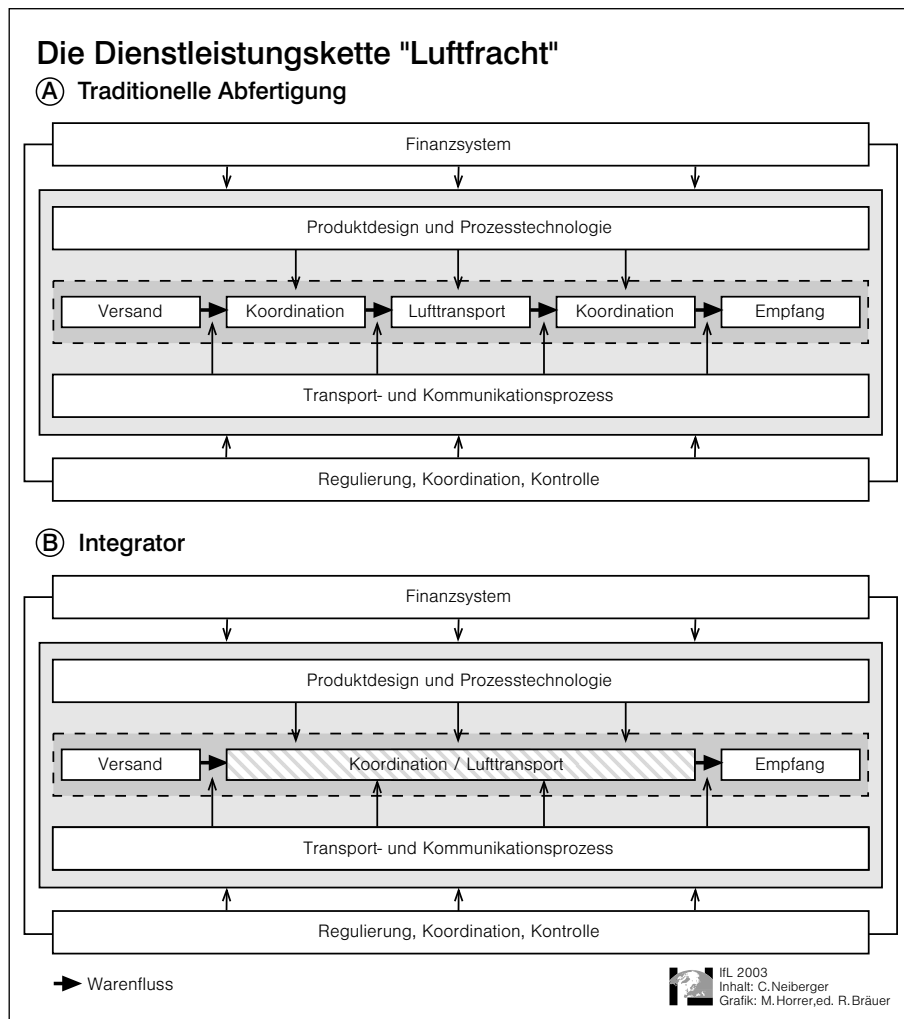 Die Dienstleistungskette "Luftfracht"
A Traditionelle Abfertigung
Finanzsystem
Produktdesign und Prozesstechnologie
Versand Koordination Lufttransport Koordination Empfang
Transport- und Kommunikationsprozess
Regulierung, Koordination, Kontrolle
B Integrator
Finanzsystem
Produktdesign und Prozesstechnologie
Versand Koordination / Lufttransport Empfang
Transport- und Kommunikationsprozess
Regulierung, Koordination, Kontrolle
Warenfluss
IfL 2003
Inhalt: C.Neiberger
Grafik: M.Horrer,ed. R.Bräuer